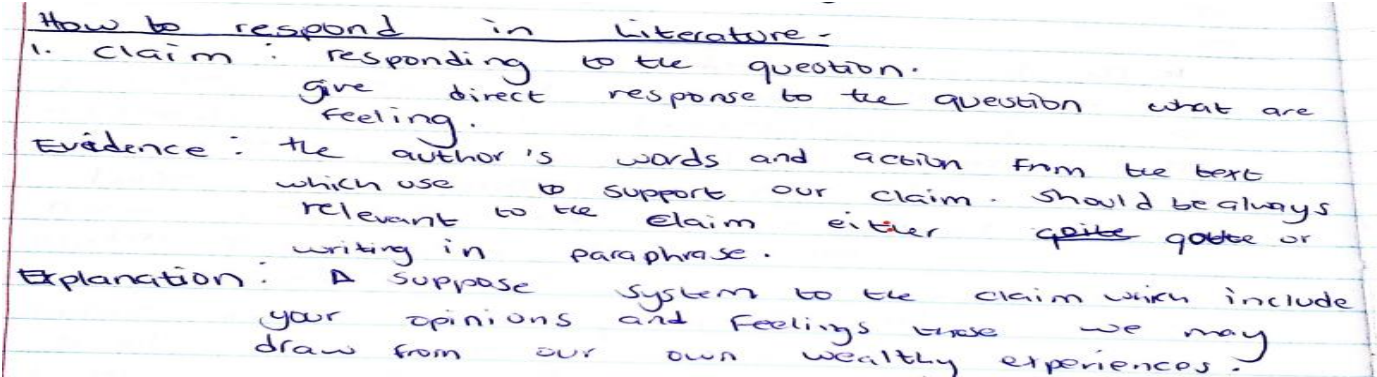 How to respond in Literature -
1. claim : responding to the question.
give direct response to the question what are
feeling.
Evidence : the author's words and action from the text
which use to support our claim. Should be always
relevant to the claim either quite qoute or
writing in paraphrase.
Explanation : A suppose system to the claim which include
your opinions and feelings these we may
draw from our own wealthy experiences.